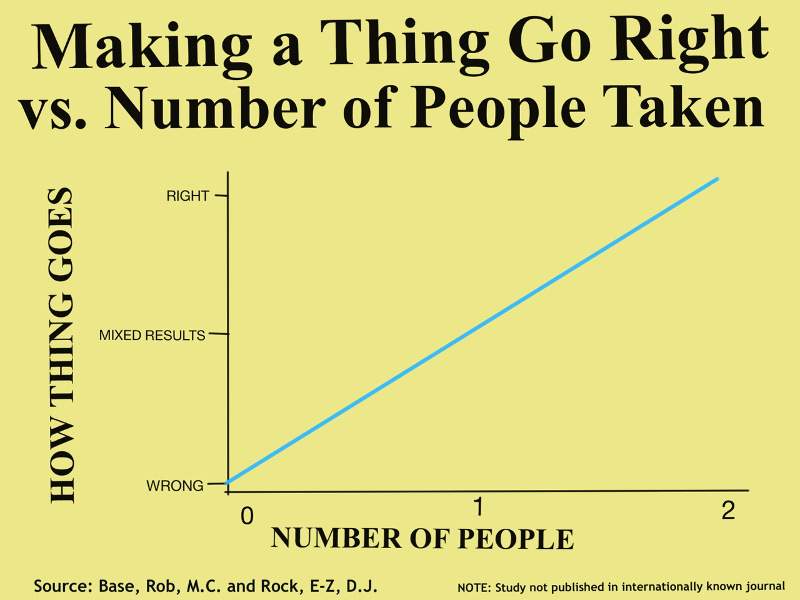 Making a Thing Go Right
vs. Number of People Taken
HOW THING GOES
RIGHT
MIXED RESULTS
WRONG
0 1 2
NUMBER OF PEOPLE
Source: Base, Rob, M.C. and Rock, E-Z, D.J.
NOTE: Study not published in internationally known journal